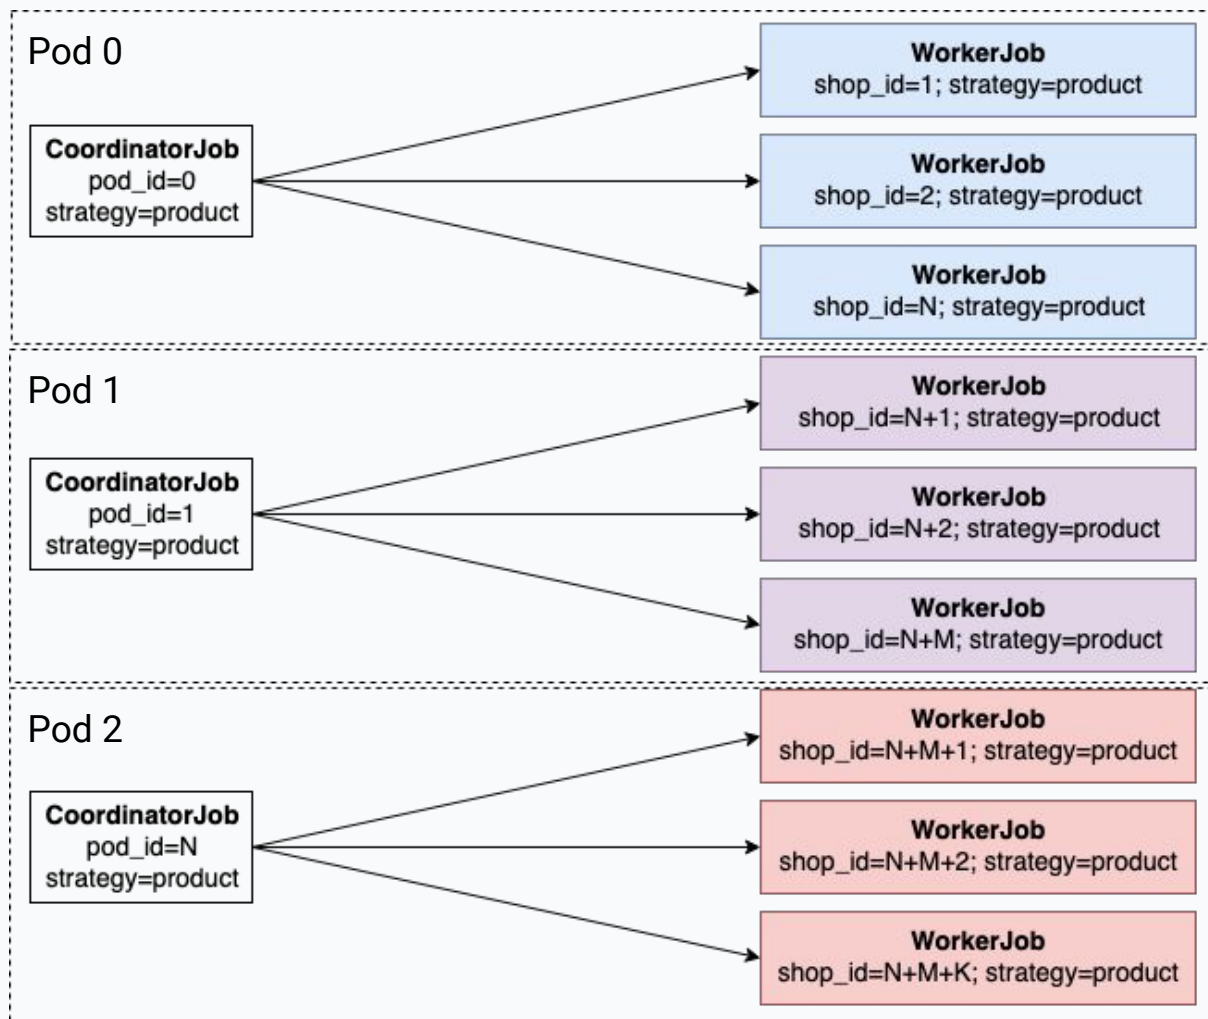 Pod 0
CoordinatorJob
pod_id=0
strategy=product
WorkerJob
shop_id=1; strategy=product
WorkerJob
shop_id=2; strategy=product
WorkerJob
shop_id=N; strategy=product
Pod 1
CoordinatorJob
pod_id=1
strategy=product
WorkerJob
shop_id=N+1; strategy=product
WorkerJob
shop_id=N+2; strategy=product
WorkerJob
shop_id=N+M; strategy=product
Pod 2
CoordinatorJob
pod_id=N
strategy=product
WorkerJob
shop_id=N+M+1; strategy=product
WorkerJob
shop_id=N+M+2; strategy=product
WorkerJob
shop_id=N+M+K; strategy=product